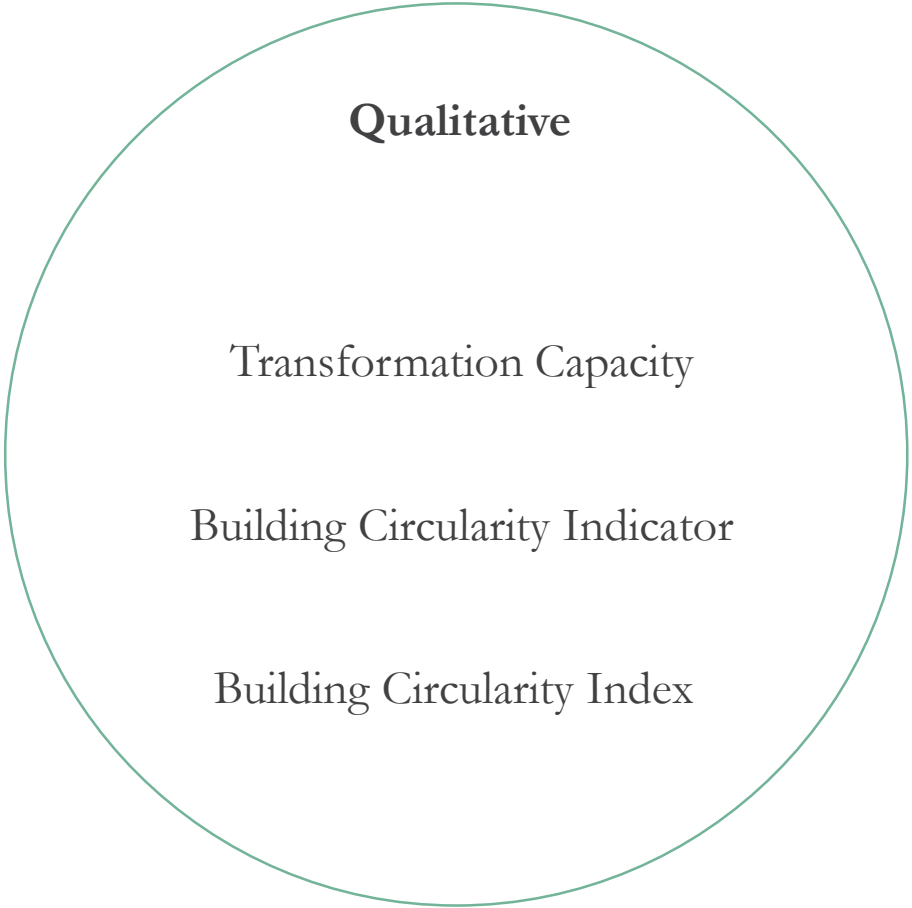 Qualitative
Transformation Capacity
Building Circularity Indicator
Building Circularity Index